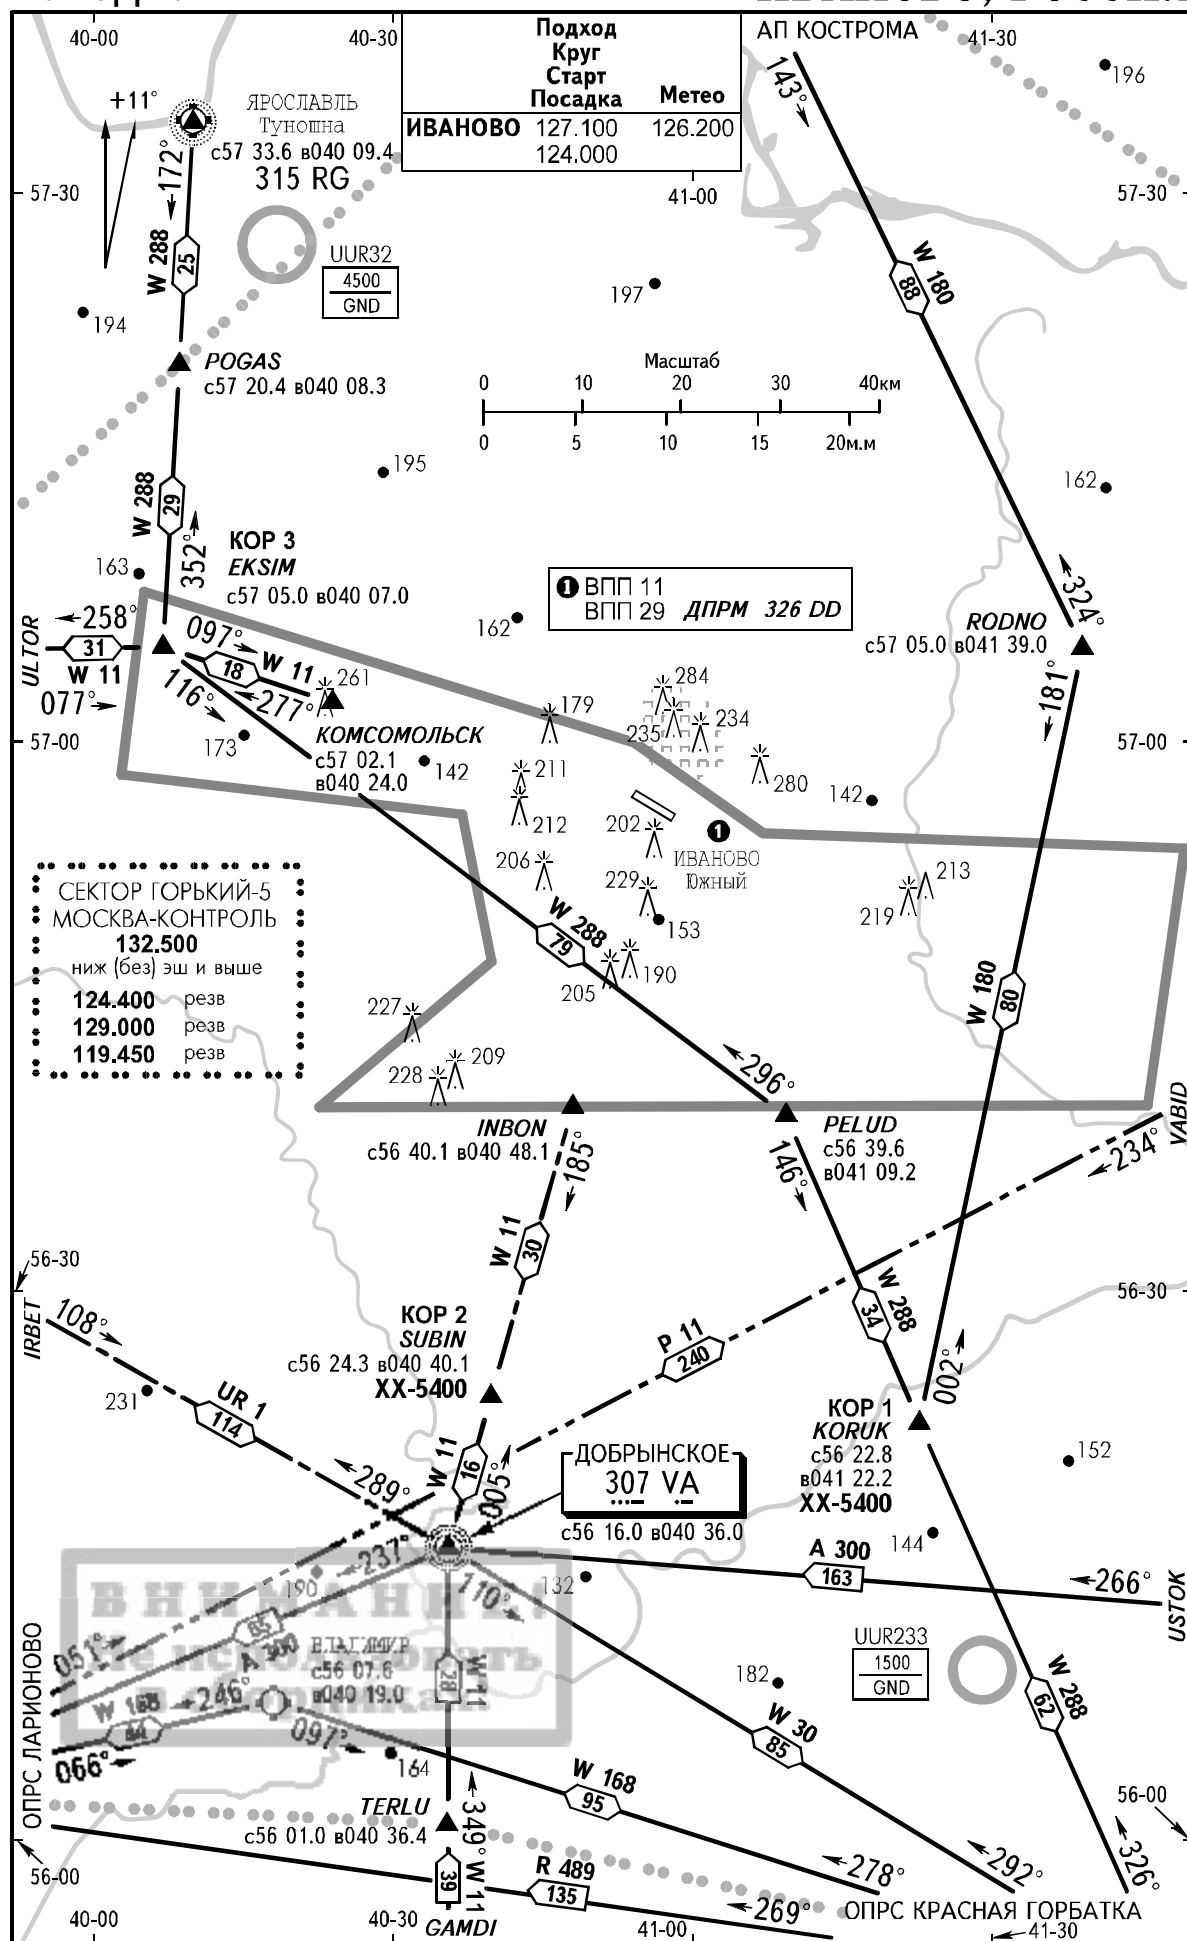 40-00
40-30
Подход
Круг
Старт
Посадка
Метео
ИВАНОВО 127.100 126.200
124.000
АП КОСТРОМА
41-30
41-00
196
143°
+11°
ЯРОСЛАВЛЬ
Туношна
с57 33.6 в040 09.4
315 RG
172°
57-30
57-30
W 288
25
UUR32
4500
GND
194
197
W 180
88
POGAS
с57 20.4 в040 08.3
Масштаб
0 10 20 30 40км
0 5 10 15 20м.м
195
162
W 288
29
352°
163
КОР 3
EKSIM
с57 05.0 в040 07.0
1 ВПП 11
ВПП 29 ДПРМ 326 DD
162
324°
RODNO
с57 05.0 в041 39.0
181°
ULTOR
258°
31
W 11
077°
097°
18
W 11
277°
116°
261
КОМСОМОЛЬСК
с57 02.1
в040 24.0
173
142
179
284
235
234
280
142
57-00
57-00
211
212
202
1
ИВАНОВО
Южный
206
229
153
213
219
СЕКТОР ГОРЬКИЙ-5
МОСКВА-КОНТРОЛЬ
132.500
ниж (без) эш и выше
124.400 резв
129.000 резв
119.450 резв
W 288
79
190
205
227
209
228
W 180
80
296°
INBON
с56 40.1 в040 48.1
185°
PELUD
с56 39.6
в041 09.2
146°
VABID
234°
W 11
30
56-30
56-30
IRBET
108°
КОР 2
SUBIN
с56 24.3 в040 40.1
XX-5400
P 11
240
W 288
34
002°
231
UR 1
114
289°
W 11
16
005°
КОР 1
KORUK
с56 22.8
в041 22.2
XX-5400
152
ДОБРЫНСКОЕ
307 VA
с56 16.0 в040 36.0
144
A 300
163
266°
USTOK
237°
110°
190
132
ВНИМАНИЕ!
Не использовать
ОПРС ЛАРИОНОВО
051°
85
A 300
ВЛАДИМИР
с56 07.6
в040 19.0
W 11
28
W 168
246°
64
066°
097°
164
UUR233
1500
GND
182
W 30
85
W 288
62
W 168
95
TERLU
с56 01.0 в040 36.4
349°
W 11
39
GAMDI
R 489
135
278°
292°
326°
269°
56-00
56-00
ОПРС КРАСНАЯ ГОРБАТКА
40-00
40-30
41-00
41-30